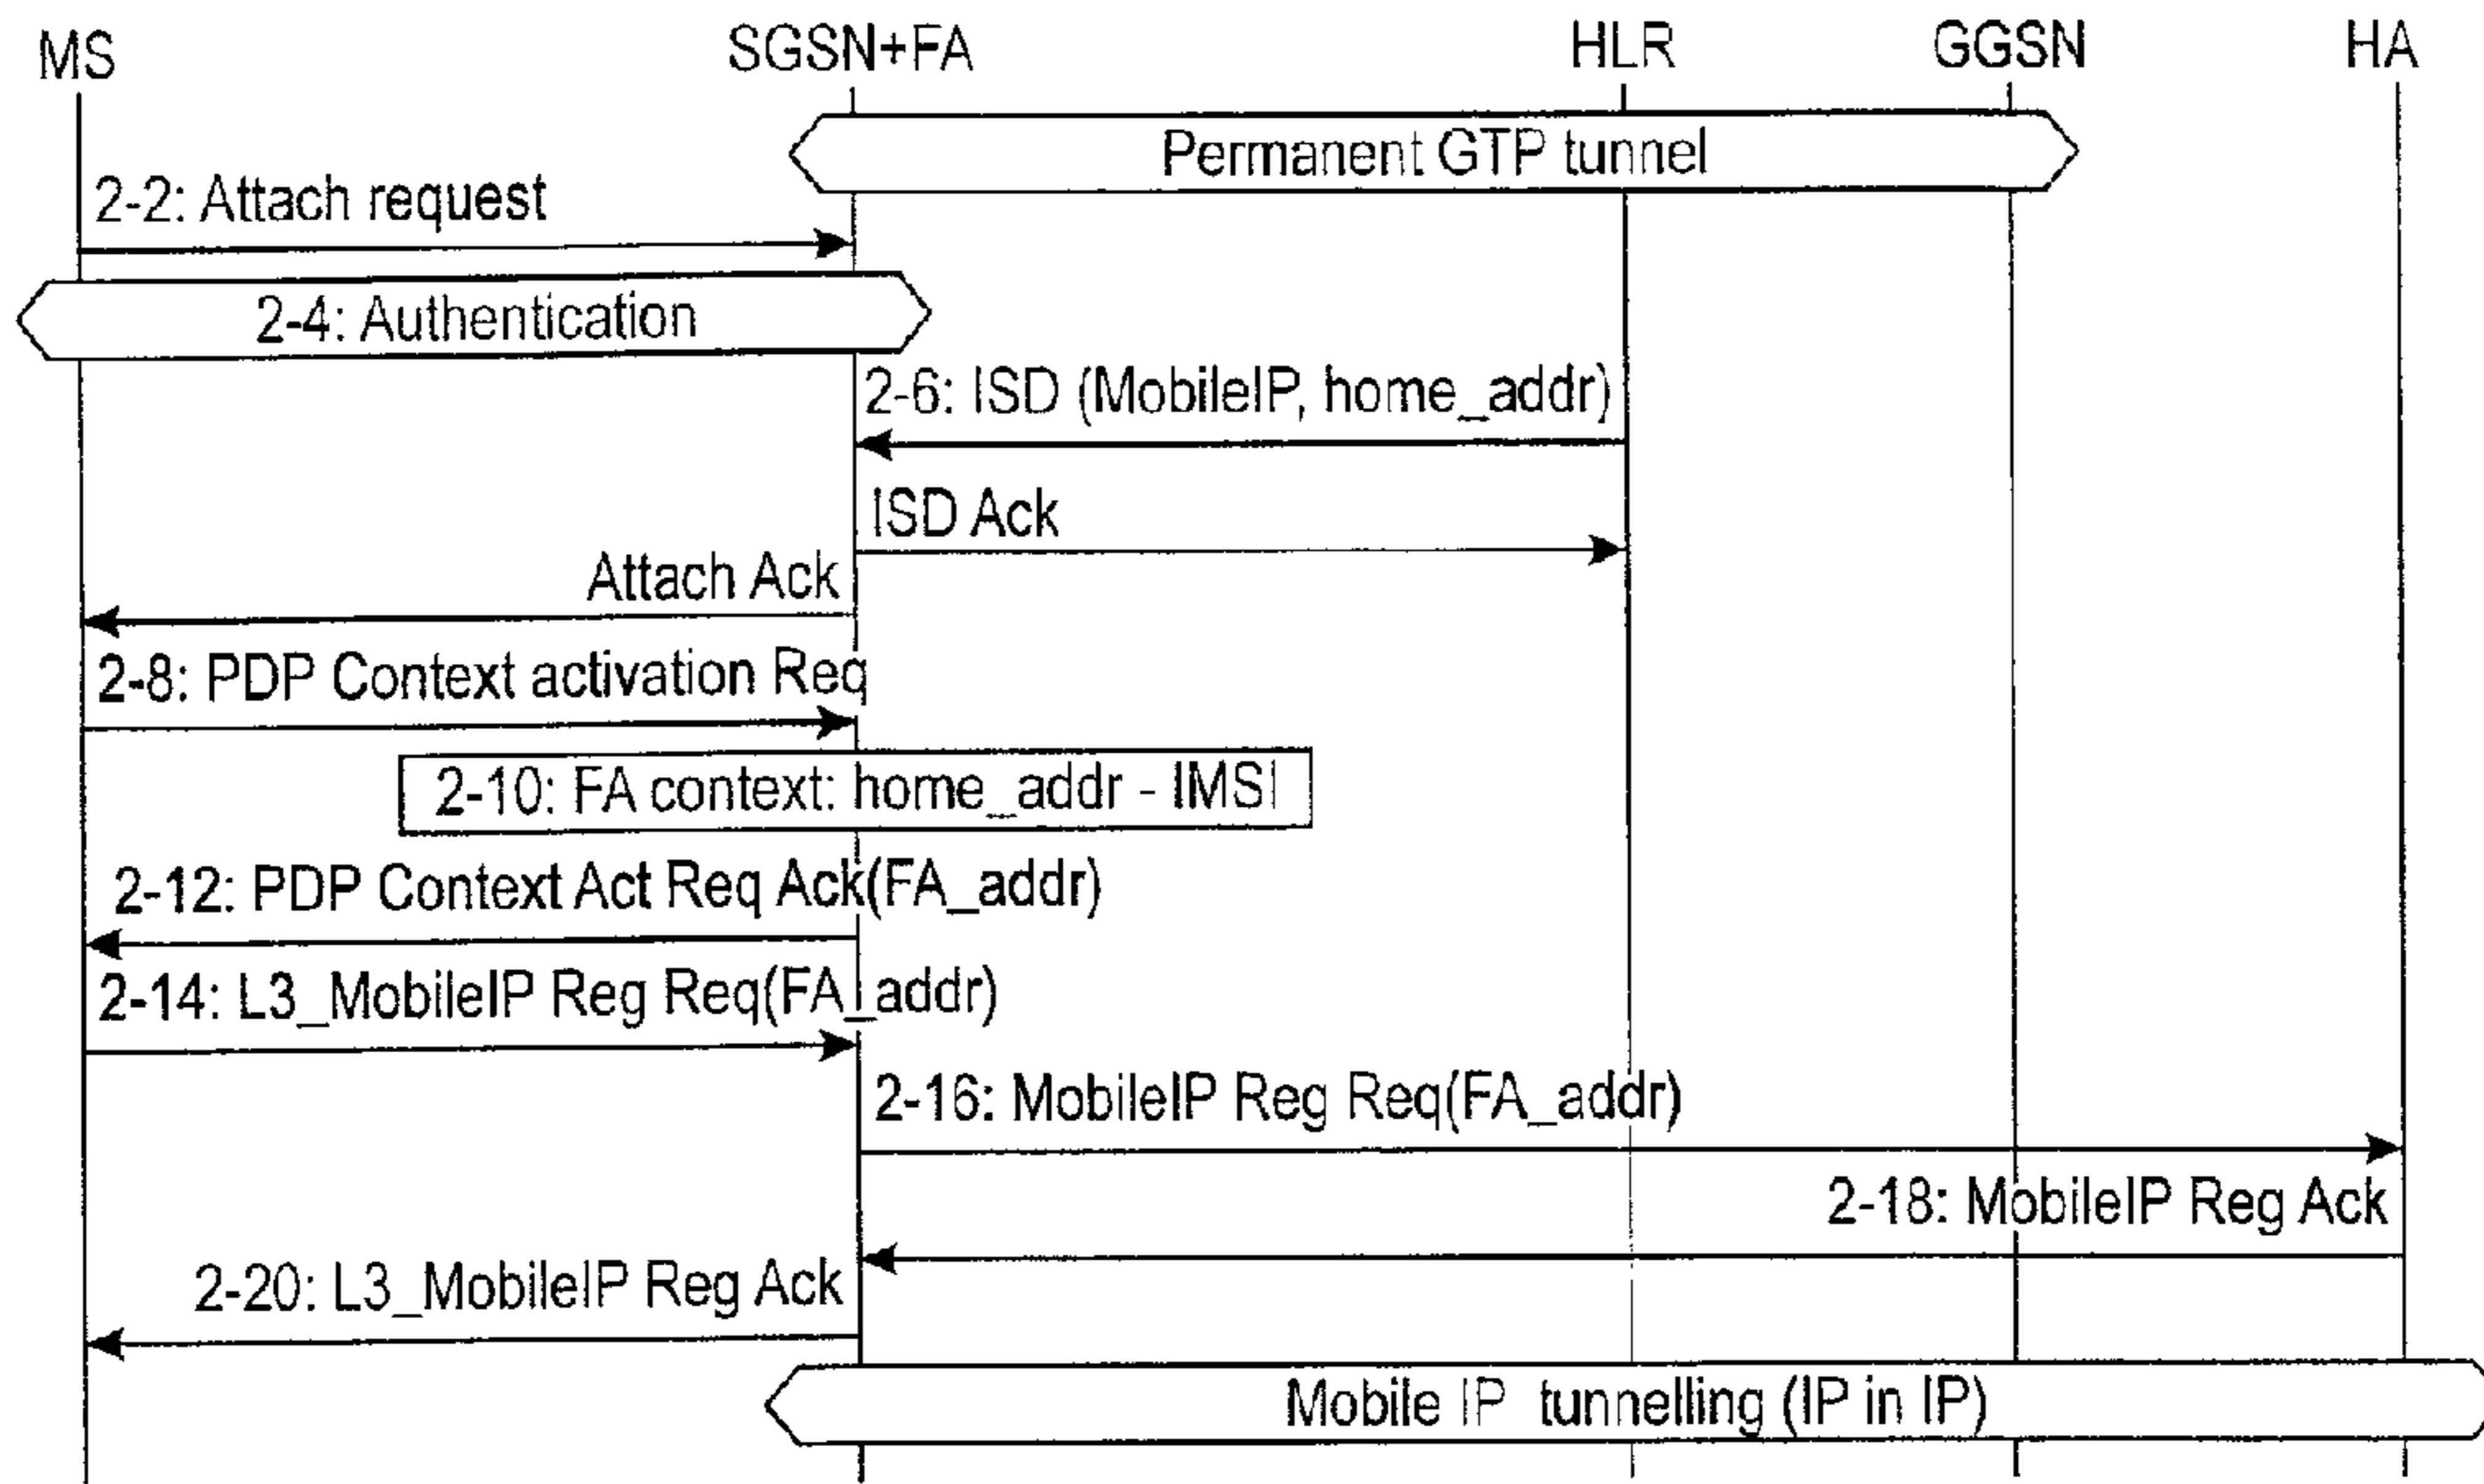 MS SGSN+FA HLR GGSN HA
Permanent GTP tunnel
2-2: Attach request
2-4: Authentication
2-6: ISD (MobileIP, home_addr)
ISD Ack
Attach Ack
2-8: PDP Context activation Req
2-10: FA context: home_addr - IMSI
2-12: PDP Context Act Req Ack(FA_addr)
2-14: L3_MobileIP Reg Req(FA_addr)
2-16: MobileIP Reg Req(FA_addr)
2-18: MobileIP Reg Ack
2-20: L3_MobileIP Reg Ack
Mobile IP tunnelling (IP in IP)